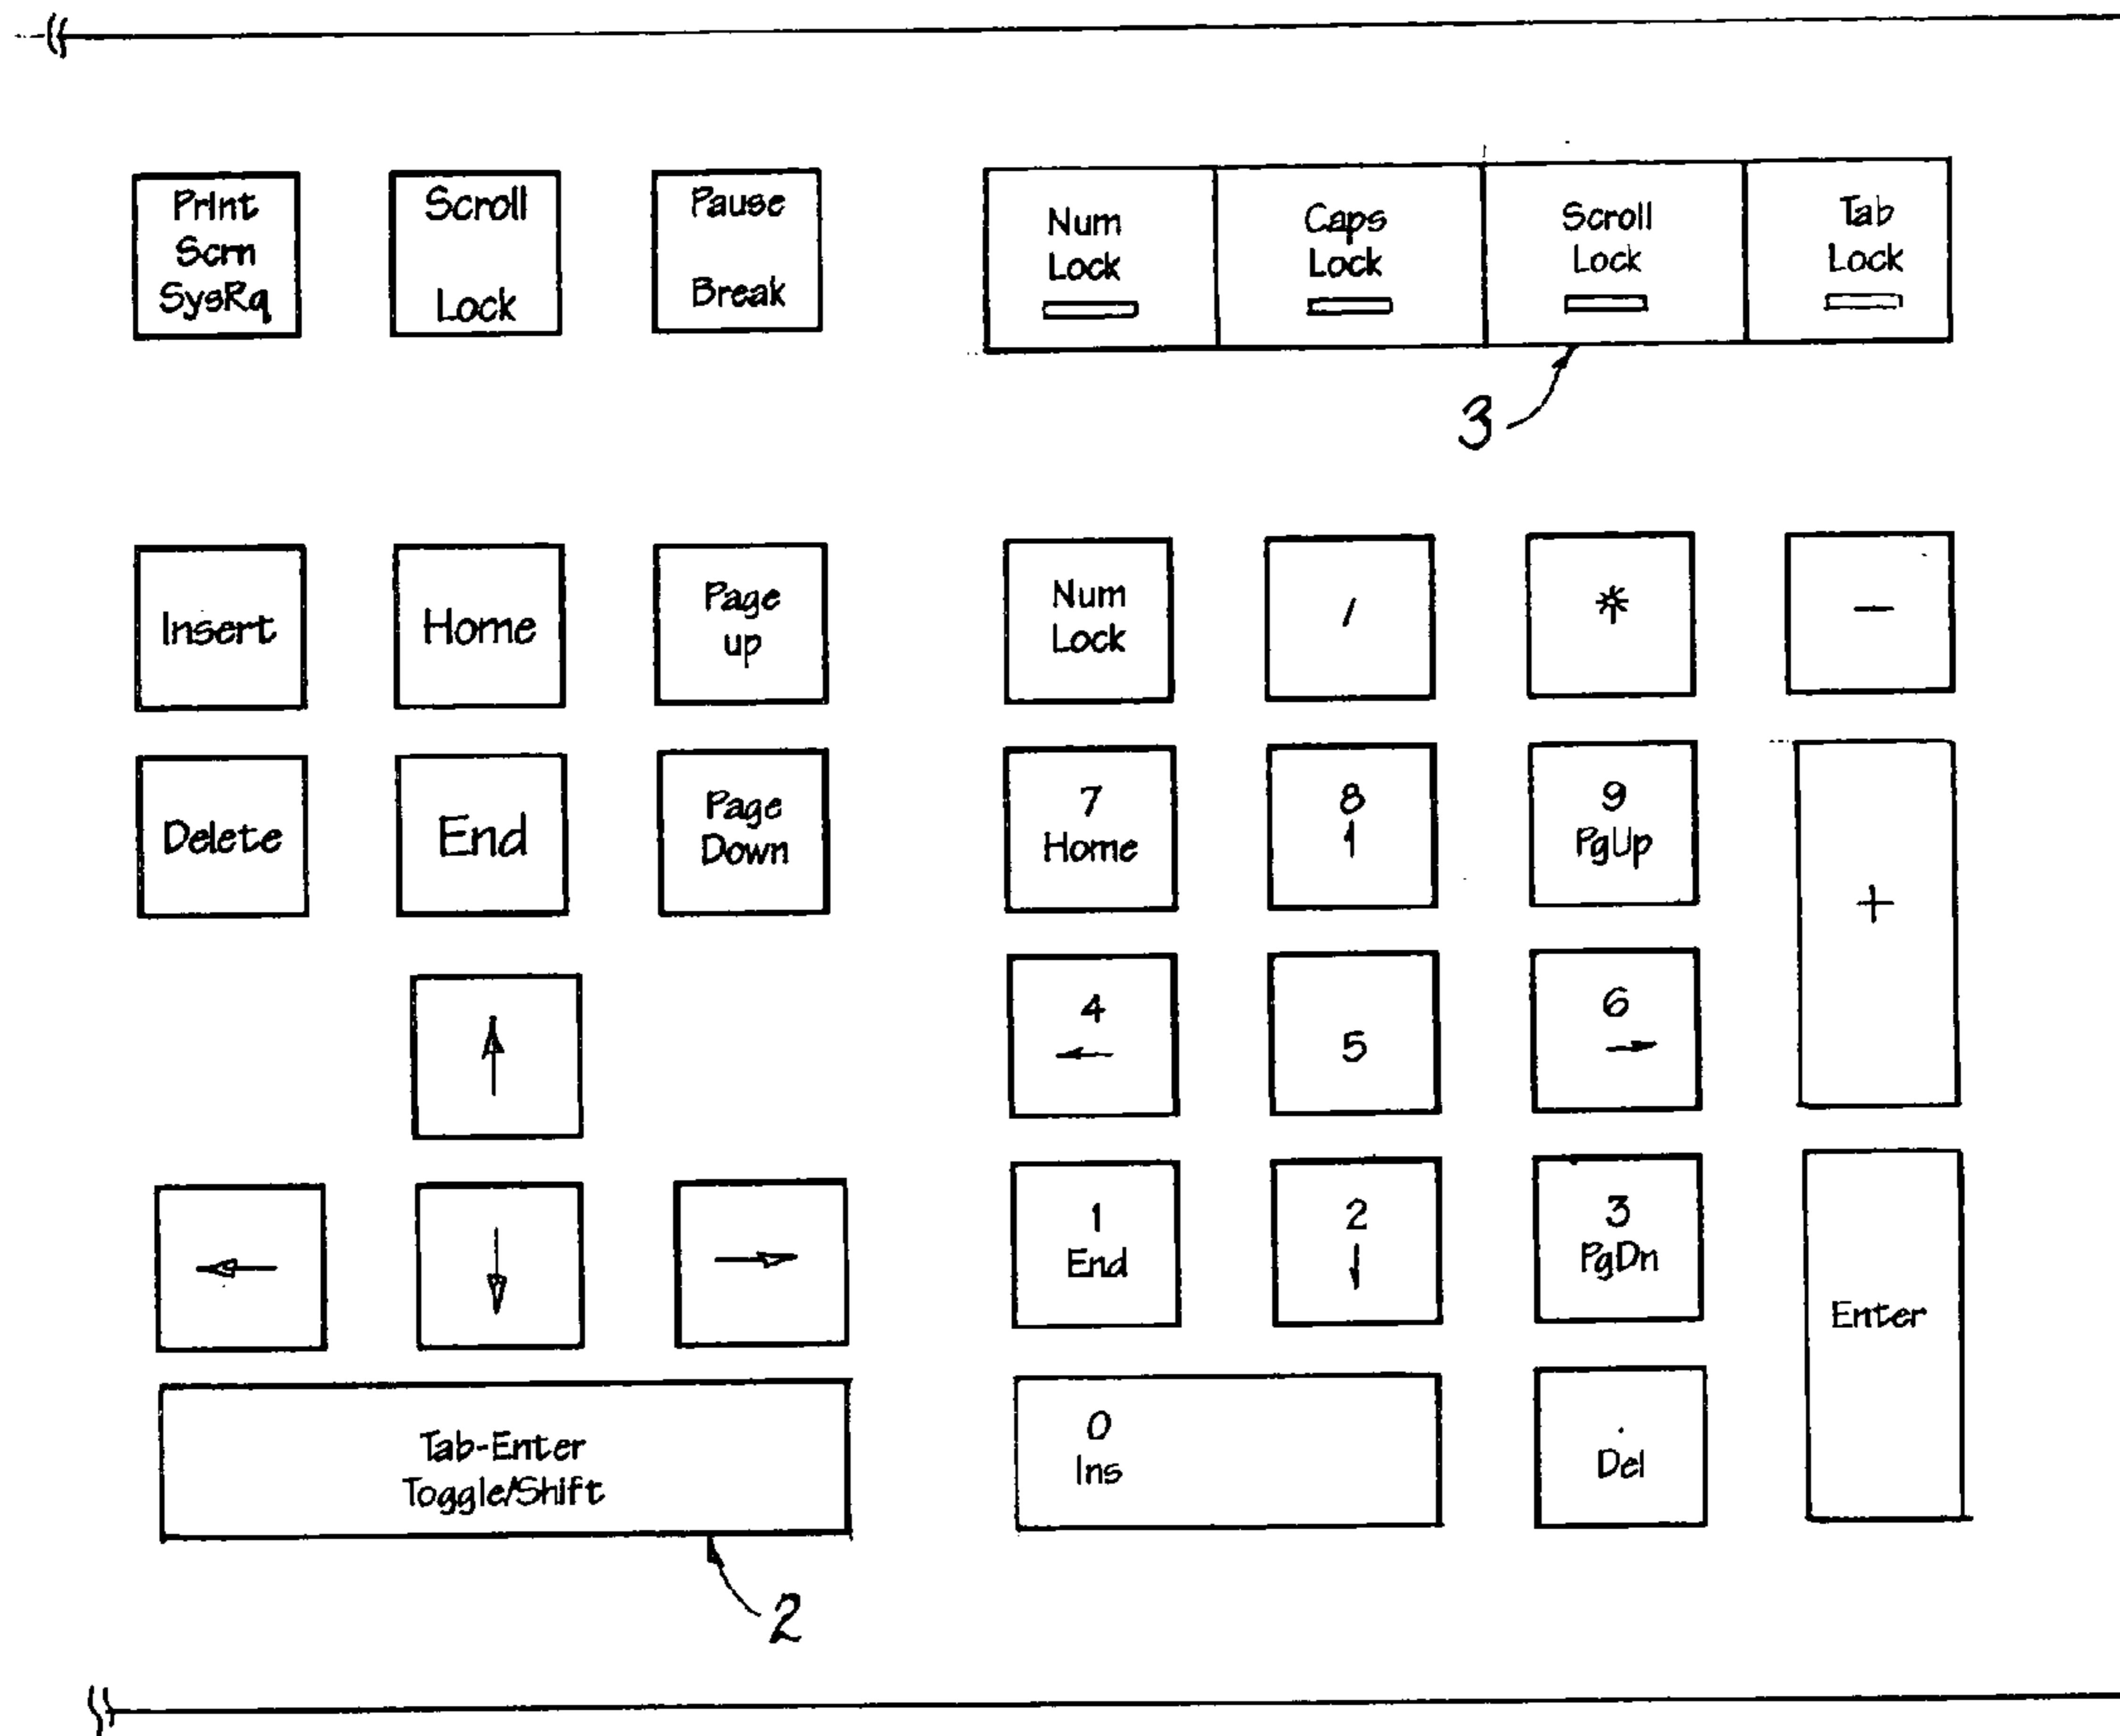 Print
Scrn
SysRq
Scroll
Lock
Pause
Break
Num
Lock
Caps
Lock
Scroll
Lock
Tab
Lock
3
Insert
Home
Page
up
Num
Lock
/
*
−
Delete
End
Page
Down
7
Home
8
↑
9
PgUp
+
↑
4
←
5
6
→
←
↓
→
1
End
2
↓
3
PgDn
Enter
Tab-Enter
Toggle/Shift
0
Ins
.
Del
2